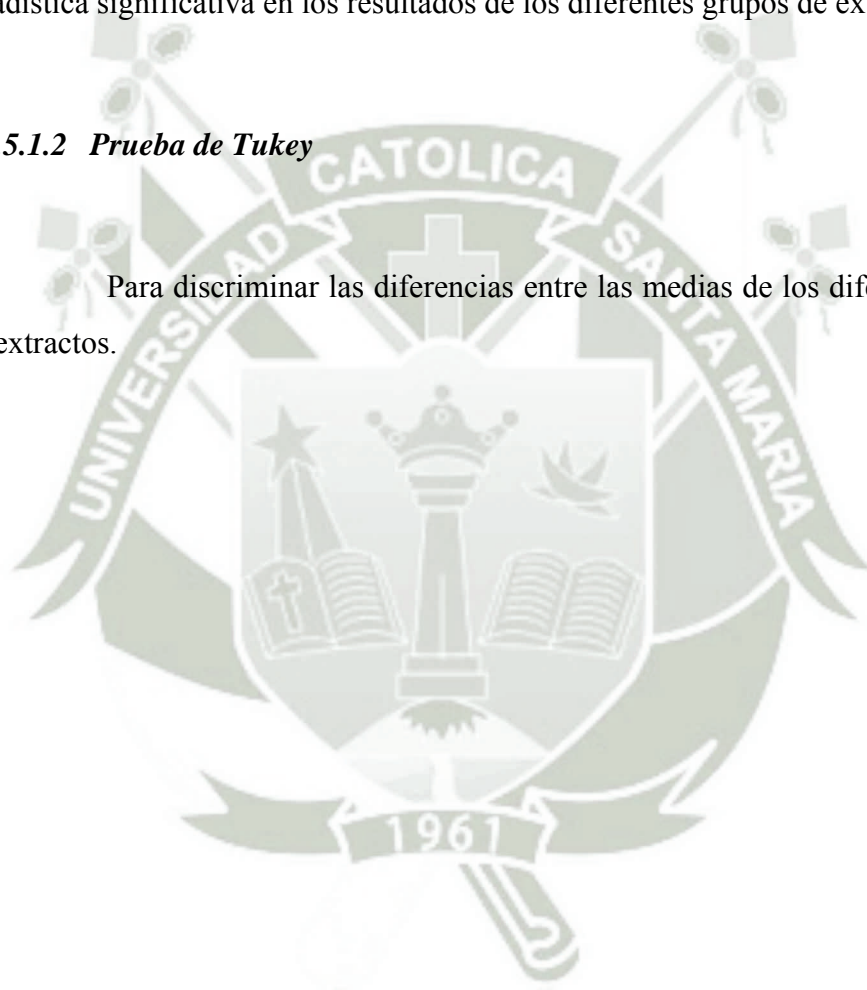 adística significativa en los resultados de los diferentes grupos de ex
5.1.2 Prueba de Tukey
CATOLICA
UNIVERSIDAD
SANTA MARIA
Para discriminar las diferencias entre las medias de los dife
extractos.
1961